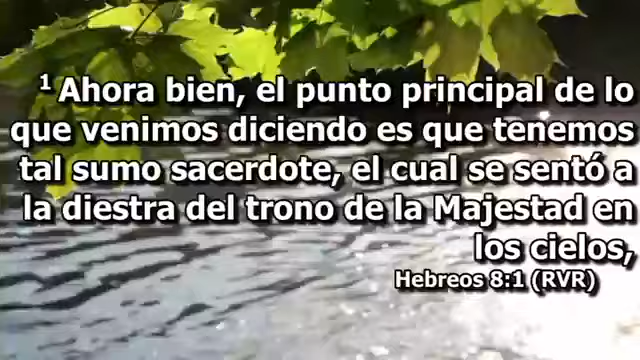 1 Ahora bien, el punto principal de lo
que venimos diciendo es que tenemos
tal sumo sacerdote, el cual se sentó a
la diestra del trono de la Majestad en
los cielos,
Hebreos 8:1 (RVR)